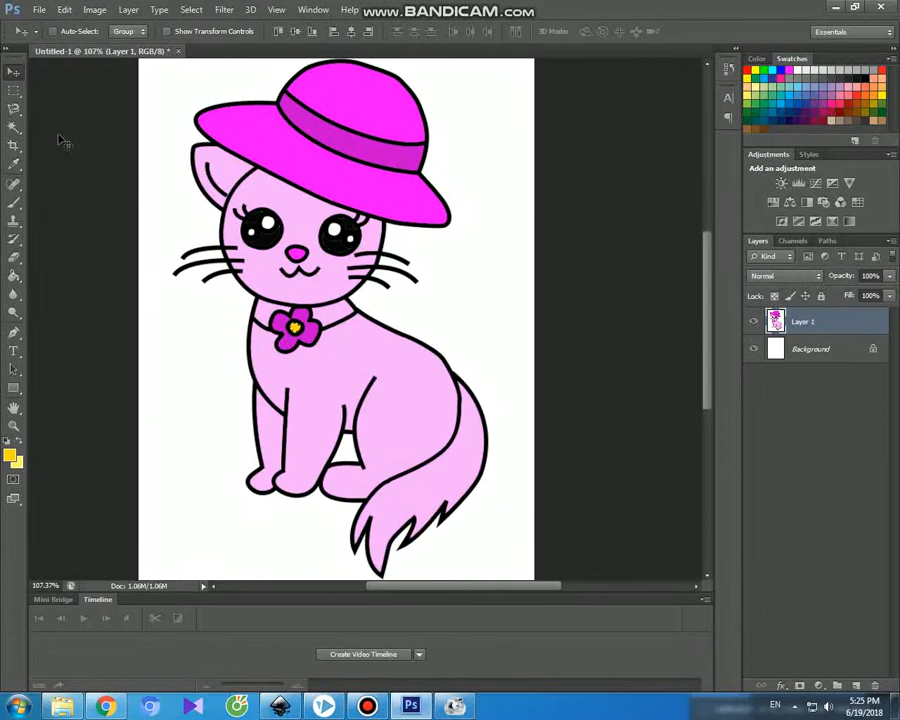 Ps File Edit Image Layer Type Select Filter 3D View Window Help www.BANDICAM.com
Auto-Select: Group Show Transform Controls 3D Mode: Essentials
Untitled-1 @ 107% (Layer 1, RGB/8) * ×
Color Swatches
Adjustments Styles
Add an adjustment
Layers Channels Paths
Kind
Normal Opacity: 100%
Lock: Fill: 100%
Layer 1
Background
107.37% Doc: 1.06M/1.06M
Mini Bridge Timeline
Create Video Timeline
fx
Ps EN 5:25 PM
6/19/2018